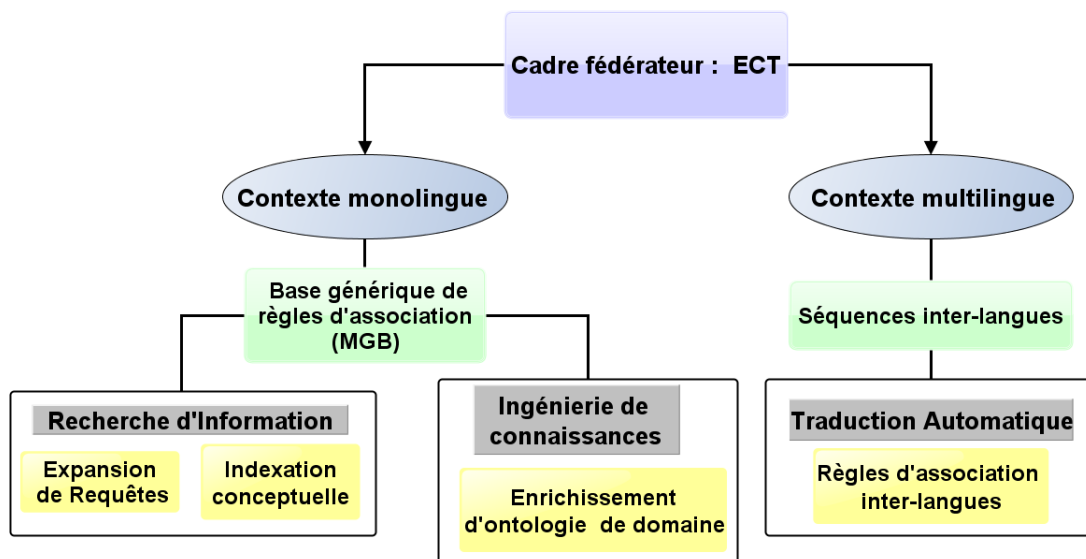 Cadre fédérateur :  ECT
Contexte monolingue
Contexte multilingue
Base générique de
règles d'association
(MGB)
Séquences inter-langues
Recherche d'Information
Expansion
de Requêtes
Indexation
conceptuelle
Ingénierie de
connaissances
Enrichissement
d'ontologie  de domaine
Traduction Automatique
Règles d'association
inter-langues